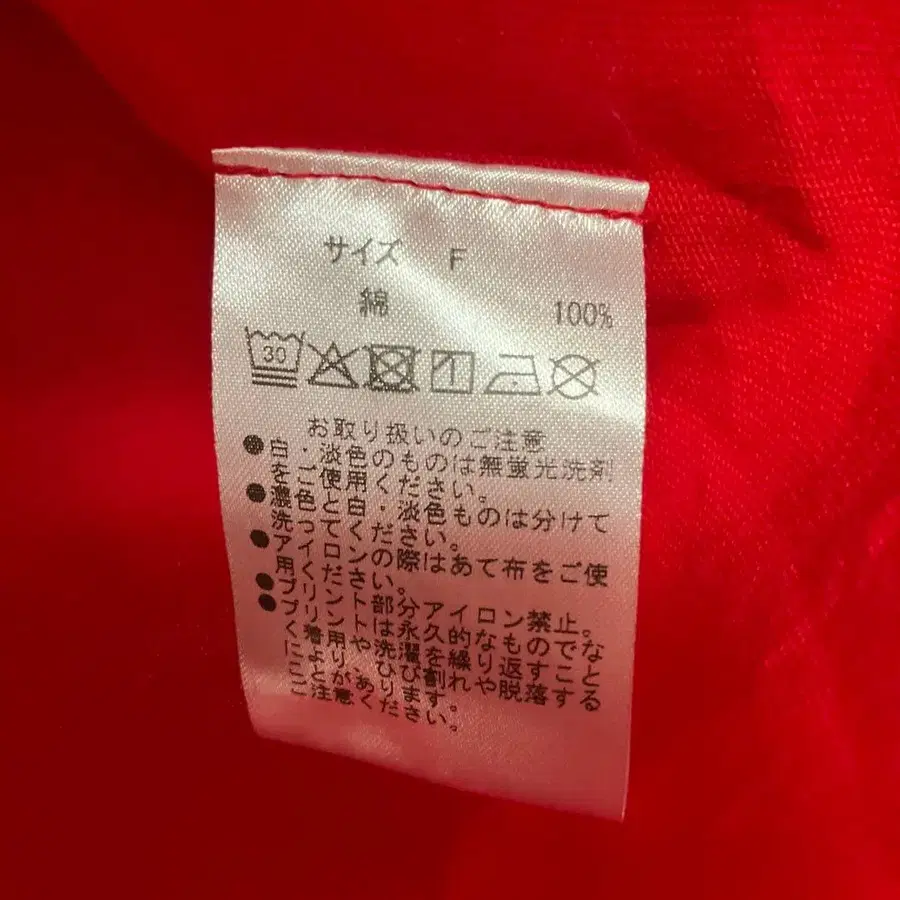 サイズ F
綿 100%
30
お取り扱いのご注意
●白・淡色のものは無蛍光洗剤
をご使用ください。
●濃色と白・淡色ものは分けて
洗ってください。
●アイロンの際はあて布をご使
用ください。
●プリント部分アイロン禁止。
●プリントは永久的なものでな
く着用や洗濯を繰り返すこと
により、ひび割れや脱落する
ことがあります。
ご注意ください。